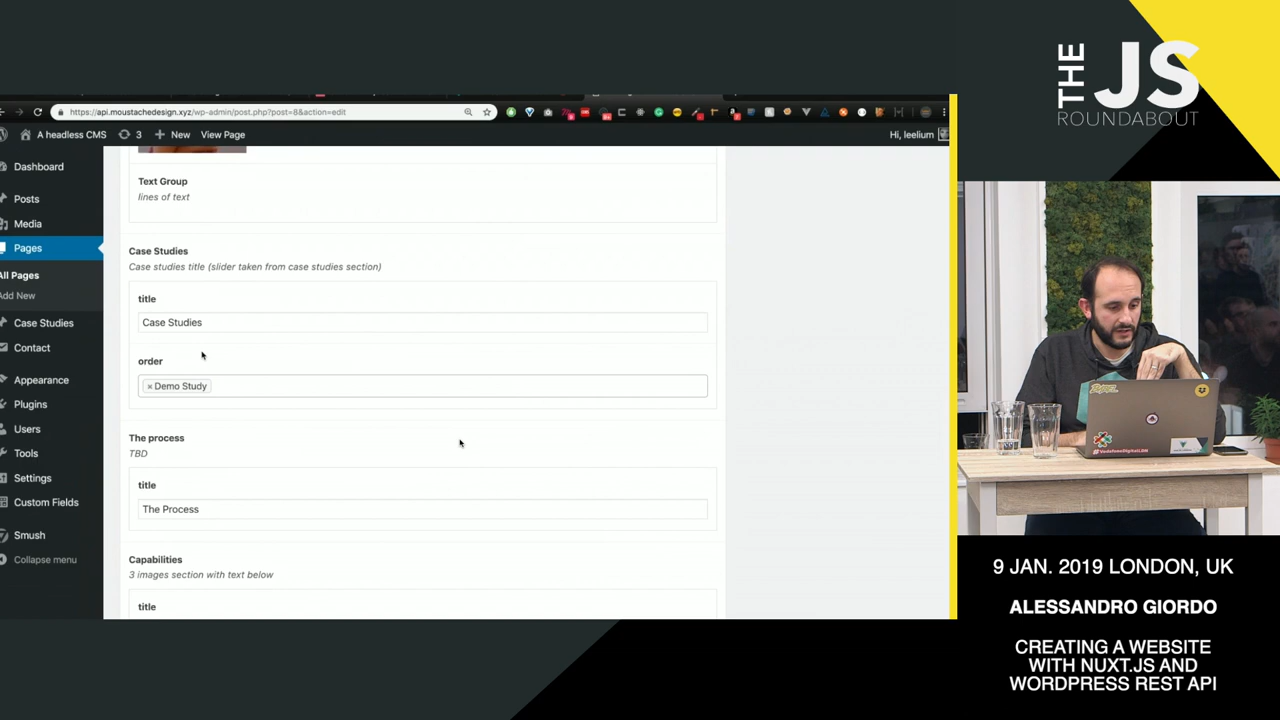 https://api.moustachedesign.xyz/wp-admin/post.php?post=8&action=edit
A headless CMS
3
New
View Page
Hi, leelium
Dashboard
Posts
Media
Pages
All Pages
Add New
Case Studies
Contact
Appearance
Plugins
Users
Tools
Settings
Custom Fields
Smush
Collapse menu
Text Group
lines of text
Case Studies
Case studies title (slider taken from case studies section)
title
Case Studies
order
× Demo Study
The process
TBD
title
The Process
Capabilities
3 images section with text below
title
THE JS
ROUNDABOUT
#VodafoneDigitalLDN
9 JAN. 2019 LONDON, UK
ALESSANDRO GIORDO
CREATING A WEBSITE
WITH NUXT.JS AND
WORDPRESS REST API